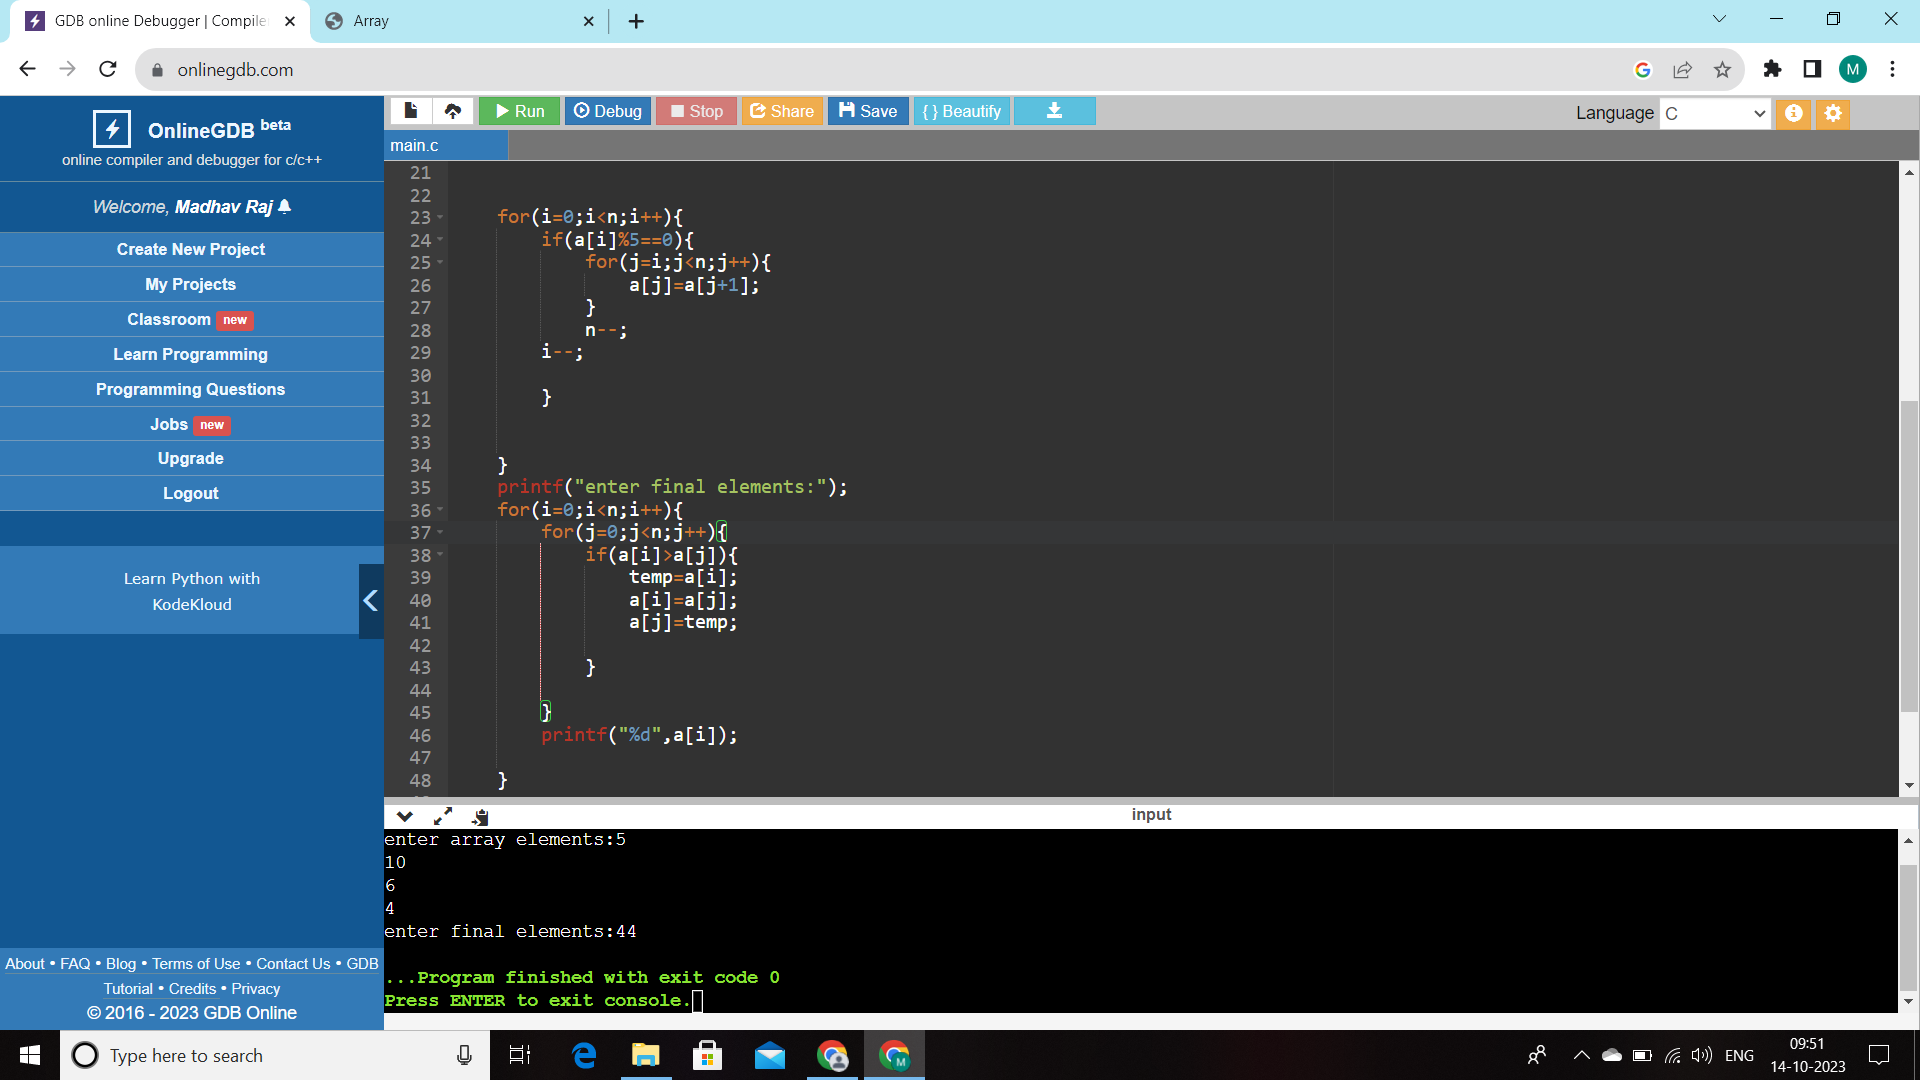 GDB online Debugger | Compile
Array
onlinegdb.com
M
OnlineGDB beta
online compiler and debugger for c/c++
Welcome, Madhav Raj
Create New Project
My Projects
Classroom new
Learn Programming
Programming Questions
Jobs new
Upgrade
Logout
Learn Python with
KodeKloud
About • FAQ • Blog • Terms of Use • Contact Us • GDB
Tutorial • Credits • Privacy
© 2016 - 2023 GDB Online
Run Debug Stop Share Save { } Beautify
Language C
main.c
21
22
23 for(i=0;i<n;i++){
24 if(a[i]%5==0){
25 for(j=i;j<n;j++){
26 a[j]=a[j+1];
27 }
28 n--;
29 i--;
30
31 }
32
33
34 }
35 printf("enter final elements:");
36 for(i=0;i<n;i++){
37 for(j=0;j<n;j++){
38 if(a[i]>a[j]){
39 temp=a[i];
40 a[i]=a[j];
41 a[j]=temp;
42
43 }
44
45 }
46 printf("%d",a[i]);
47
48 }
input
enter array elements:5
10
6
4
enter final elements:44
...Program finished with exit code 0
Press ENTER to exit console.
Type here to search
M
ENG
09:51
14-10-2023